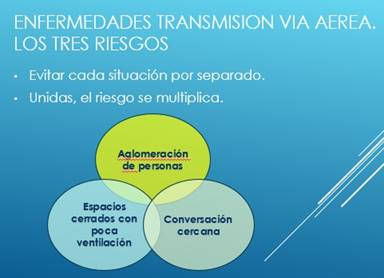 ENFERMEDADES TRANSMISION VIA AEREA.
LOS TRES RIESGOS
• Evitar cada situación por separado.
• Unidas, el riesgo se multiplica.
Aglomeración
de personas
Espacios
cerrados con
poca
ventilación
Conversación
cercana